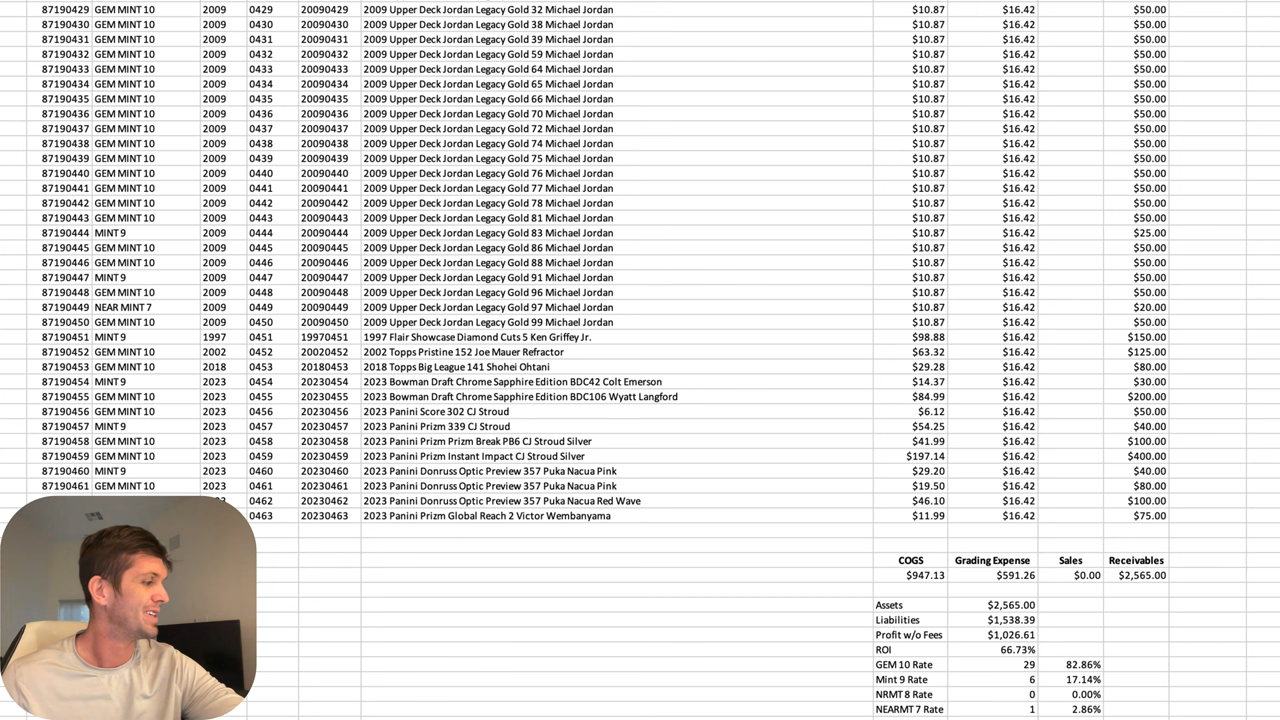 87190429 GEM MINT 10 2009 0429 20090429 2009 Upper Deck Jordan Legacy Gold 32 Michael Jordan $10.87 $16.42 $50.00
87190430 GEM MINT 10 2009 0430 20090430 2009 Upper Deck Jordan Legacy Gold 38 Michael Jordan $10.87 $16.42 $50.00
87190431 GEM MINT 10 2009 0431 20090431 2009 Upper Deck Jordan Legacy Gold 39 Michael Jordan $10.87 $16.42 $50.00
87190432 GEM MINT 10 2009 0432 20090432 2009 Upper Deck Jordan Legacy Gold 59 Michael Jordan $10.87 $16.42 $50.00
87190433 GEM MINT 10 2009 0433 20090433 2009 Upper Deck Jordan Legacy Gold 64 Michael Jordan $10.87 $16.42 $50.00
87190434 GEM MINT 10 2009 0434 20090434 2009 Upper Deck Jordan Legacy Gold 65 Michael Jordan $10.87 $16.42 $50.00
87190435 GEM MINT 10 2009 0435 20090435 2009 Upper Deck Jordan Legacy Gold 66 Michael Jordan $10.87 $16.42 $50.00
87190436 GEM MINT 10 2009 0436 20090436 2009 Upper Deck Jordan Legacy Gold 70 Michael Jordan $10.87 $16.42 $50.00
87190437 GEM MINT 10 2009 0437 20090437 2009 Upper Deck Jordan Legacy Gold 72 Michael Jordan $10.87 $16.42 $50.00
87190438 GEM MINT 10 2009 0438 20090438 2009 Upper Deck Jordan Legacy Gold 74 Michael Jordan $10.87 $16.42 $50.00
87190439 GEM MINT 10 2009 0439 20090439 2009 Upper Deck Jordan Legacy Gold 75 Michael Jordan $10.87 $16.42 $50.00
87190440 GEM MINT 10 2009 0440 20090440 2009 Upper Deck Jordan Legacy Gold 76 Michael Jordan $10.87 $16.42 $50.00
87190441 GEM MINT 10 2009 0441 20090441 2009 Upper Deck Jordan Legacy Gold 77 Michael Jordan $10.87 $16.42 $50.00
87190442 GEM MINT 10 2009 0442 20090442 2009 Upper Deck Jordan Legacy Gold 78 Michael Jordan $10.87 $16.42 $50.00
87190443 GEM MINT 10 2009 0443 20090443 2009 Upper Deck Jordan Legacy Gold 81 Michael Jordan $10.87 $16.42 $50.00
87190444 MINT 9 2009 0444 20090444 2009 Upper Deck Jordan Legacy Gold 83 Michael Jordan $10.87 $16.42 $25.00
87190445 GEM MINT 10 2009 0445 20090445 2009 Upper Deck Jordan Legacy Gold 86 Michael Jordan $10.87 $16.42 $50.00
87190446 GEM MINT 10 2009 0446 20090446 2009 Upper Deck Jordan Legacy Gold 88 Michael Jordan $10.87 $16.42 $50.00
87190447 MINT 9 2009 0447 20090447 2009 Upper Deck Jordan Legacy Gold 91 Michael Jordan $10.87 $16.42 $50.00
87190448 GEM MINT 10 2009 0448 20090448 2009 Upper Deck Jordan Legacy Gold 96 Michael Jordan $10.87 $16.42 $50.00
87190449 NEAR MINT 7 2009 0449 20090449 2009 Upper Deck Jordan Legacy Gold 97 Michael Jordan $10.87 $16.42 $20.00
87190450 GEM MINT 10 2009 0450 20090450 2009 Upper Deck Jordan Legacy Gold 99 Michael Jordan $10.87 $16.42 $50.00
87190451 MINT 9 1997 0451 19970451 1997 Flair Showcase Diamond Cuts 5 Ken Griffey Jr. $98.88 $16.42 $150.00
87190452 GEM MINT 10 2002 0452 20020452 2002 Topps Pristine 152 Joe Mauer Refractor $63.32 $16.42 $125.00
87190453 GEM MINT 10 2018 0453 20180453 2018 Topps Big League 141 Shohei Ohtani $29.28 $16.42 $80.00
87190454 MINT 9 2023 0454 20230454 2023 Bowman Draft Chrome Sapphire Edition BDC42 Colt Emerson $14.37 $16.42 $30.00
87190455 GEM MINT 10 2023 0455 20230455 2023 Bowman Draft Chrome Sapphire Edition BDC106 Wyatt Langford $84.99 $16.42 $200.00
87190456 GEM MINT 10 2023 0456 20230456 2023 Panini Score 302 CJ Stroud $6.12 $16.42 $50.00
87190457 MINT 9 2023 0457 20230457 2023 Panini Prizm 339 CJ Stroud $54.25 $16.42 $40.00
87190458 GEM MINT 10 2023 0458 20230458 2023 Panini Prizm Prizm Break PB6 CJ Stroud Silver $41.99 $16.42 $100.00
87190459 GEM MINT 10 2023 0459 20230459 2023 Panini Prizm Instant Impact CJ Stroud Silver $197.14 $16.42 $400.00
87190460 MINT 9 2023 0460 20230460 2023 Panini Donruss Optic Preview 357 Puka Nacua Pink $29.20 $16.42 $40.00
87190461 GEM MINT 10 2023 0461 20230461 2023 Panini Donruss Optic Preview 357 Puka Nacua Pink $19.50 $16.42 $80.00
0462 20230462 2023 Panini Donruss Optic Preview 357 Puka Nacua Red Wave $46.10 $16.42 $100.00
0463 20230463 2023 Panini Prizm Global Reach 2 Victor Wembanyama $11.99 $16.42 $75.00
COGS Grading Expense Sales Receivables
$947.13 $591.26 $0.00 $2,565.00
Assets $2,565.00
Liabilities $1,538.39
Profit w/o Fees $1,026.61
ROI 66.73%
GEM 10 Rate 29 82.86%
Mint 9 Rate 6 17.14%
NRMT 8 Rate 0 0.00%
NEARMT 7 Rate 1 2.86%